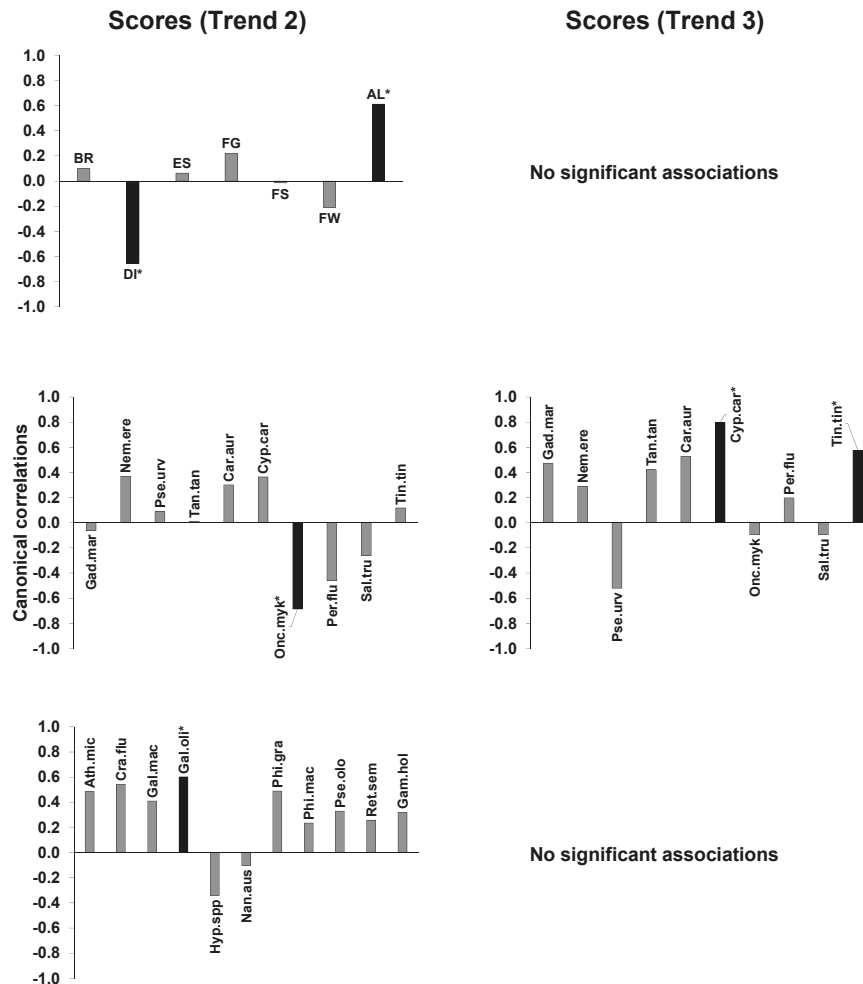 Scores (Trend 2)
Scores (Trend 3)
1.0
0.8
0.6
0.4
0.2
0.0
-0.2
-0.4
-0.6
-0.8
-1.0
BR
DI*
ES
FG
FS
FW
AL*
No significant associations
Canonical correlations
1.0
0.8
0.6
0.4
0.2
0.0
-0.2
-0.4
-0.6
-0.8
-1.0
Gad.mar
Nem.ere
Pse.urv
Tan.tan
Car.aur
Cyp.car
Onc.myk*
Per.flu
Sal.tru
Tin.tin
1.0
0.8
0.6
0.4
0.2
0.0
-0.2
-0.4
-0.6
-0.8
-1.0
Gad.mar
Nem.ere
Pse.urv
Tan.tan
Car.aur
Cyp.car*
Onc.myk
Per.flu
Sal.tru
Tin.tin*
1.0
0.8
0.6
0.4
0.2
0.0
-0.2
-0.4
-0.6
-0.8
-1.0
Ath.mic
Cra.flu
Gal.mac
Gal.oli*
Hyp.spp
Nan.aus
Phi.gra
Phi.mac
Pse.olo
Ret.sem
Gam.hol
No significant associations